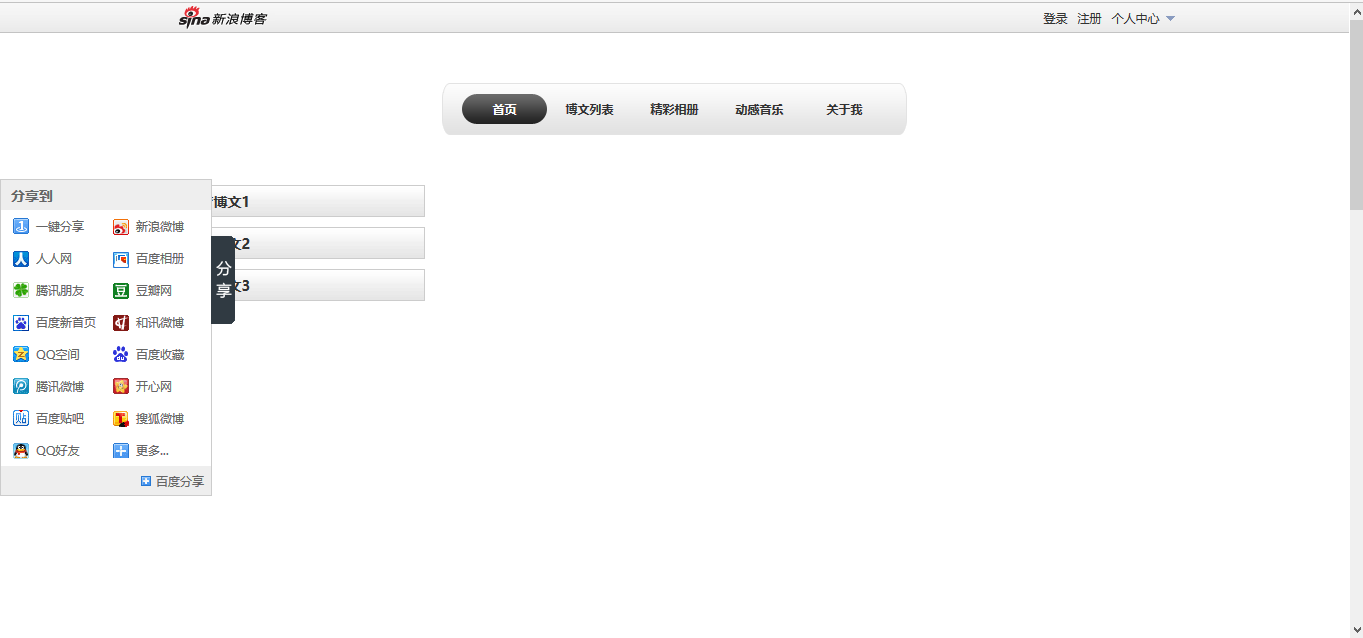 sina新浪博客 登录 注册 个人中心
首页 博文列表 精彩相册 动感音乐 关于我
分享到
博文1
一键分享 新浪微博
文2
人人网 百度相册
分享
腾讯朋友 豆瓣网
文3
百度新首页 和讯微博
QQ空间 百度收藏
腾讯微博 开心网
百度贴吧 搜狐微博
QQ好友 更多...
百度分享